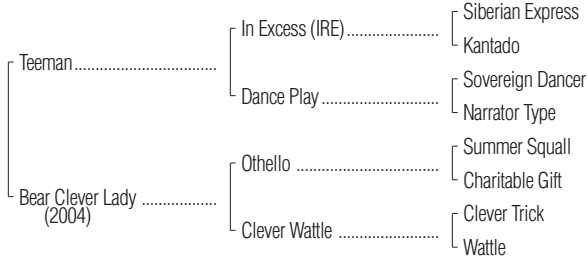 Siberian Express
In Excess (IRE)
Kantado
Teeman
Sovereign Dancer
Dance Play
Narrator Type
Summer Squall
Othello
Charitable Gift
Bear Clever Lady
(2004)
Clever Trick
Clever Wattle
Wattle